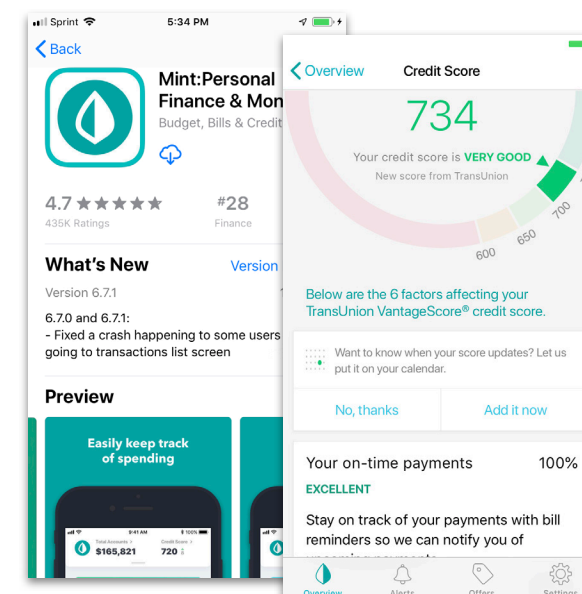 Sprint 5:34 PM
Back
Mint:Personal
Finance & Mon
Budget, Bills & Credit
4.7 ★★★★★ #28
435K Ratings Finance
What's New Version
Version 6.7.1
6.7.0 and 6.7.1:
- Fixed a crash happening to some users
going to transactions list screen
Preview
Easily keep track
of spending
9:41 AM
100%
Total Accounts > Credit Score >
$165,821 720
Overview Credit Score
734
Your credit score is VERY GOOD
New score from TransUnion
600 650 700
Below are the 6 factors affecting your
TransUnion VantageScore® credit score.
Want to know when your score updates? Let us
put it on your calendar.
No, thanks Add it now
Your on-time payments 100%
EXCELLENT
Stay on track of your payments with bill
reminders so we can notify you of
upcoming payments
Overview Alerts Offers Settings